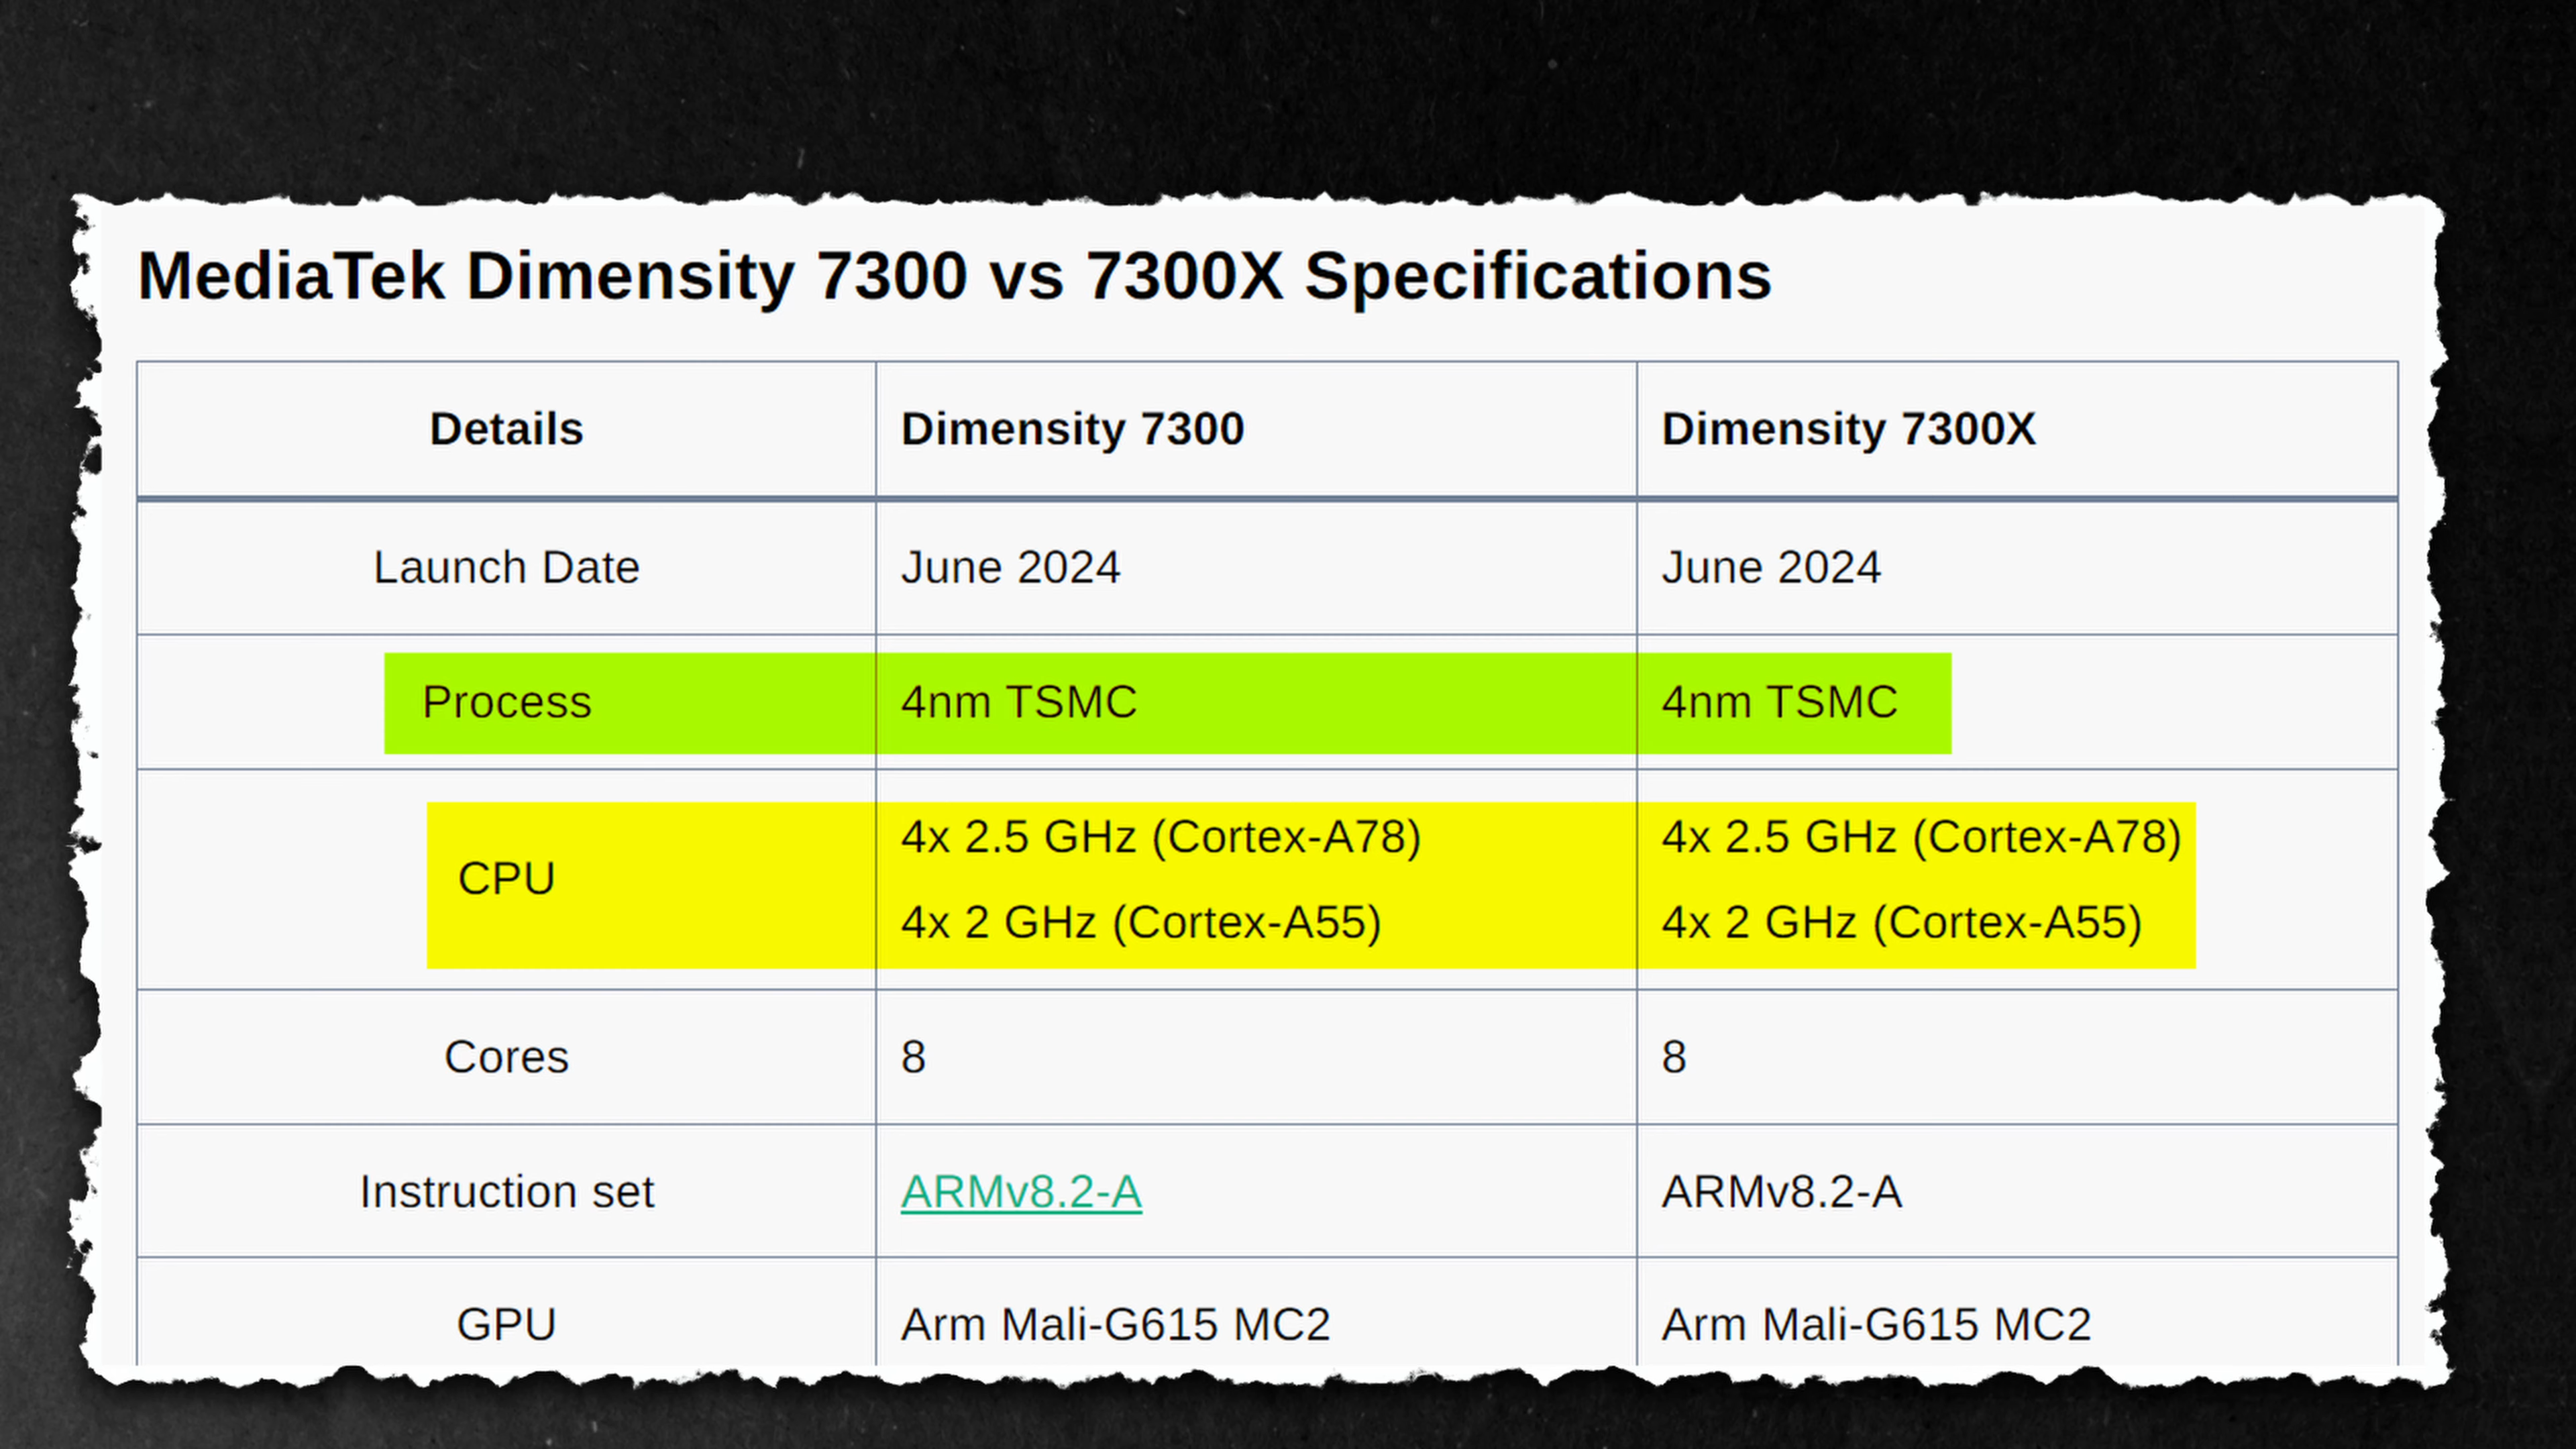 MediaTek Dimensity 7300 vs 7300X Specifications
Details Dimensity 7300 Dimensity 7300X
Launch Date June 2024 June 2024
Process 4nm TSMC 4nm TSMC
CPU 4x 2.5 GHz (Cortex-A78) 4x 2.5 GHz (Cortex-A78)
4x 2 GHz (Cortex-A55) 4x 2 GHz (Cortex-A55)
Cores 8 8
Instruction set ARMv8.2-A ARMv8.2-A
GPU Arm Mali-G615 MC2 Arm Mali-G615 MC2